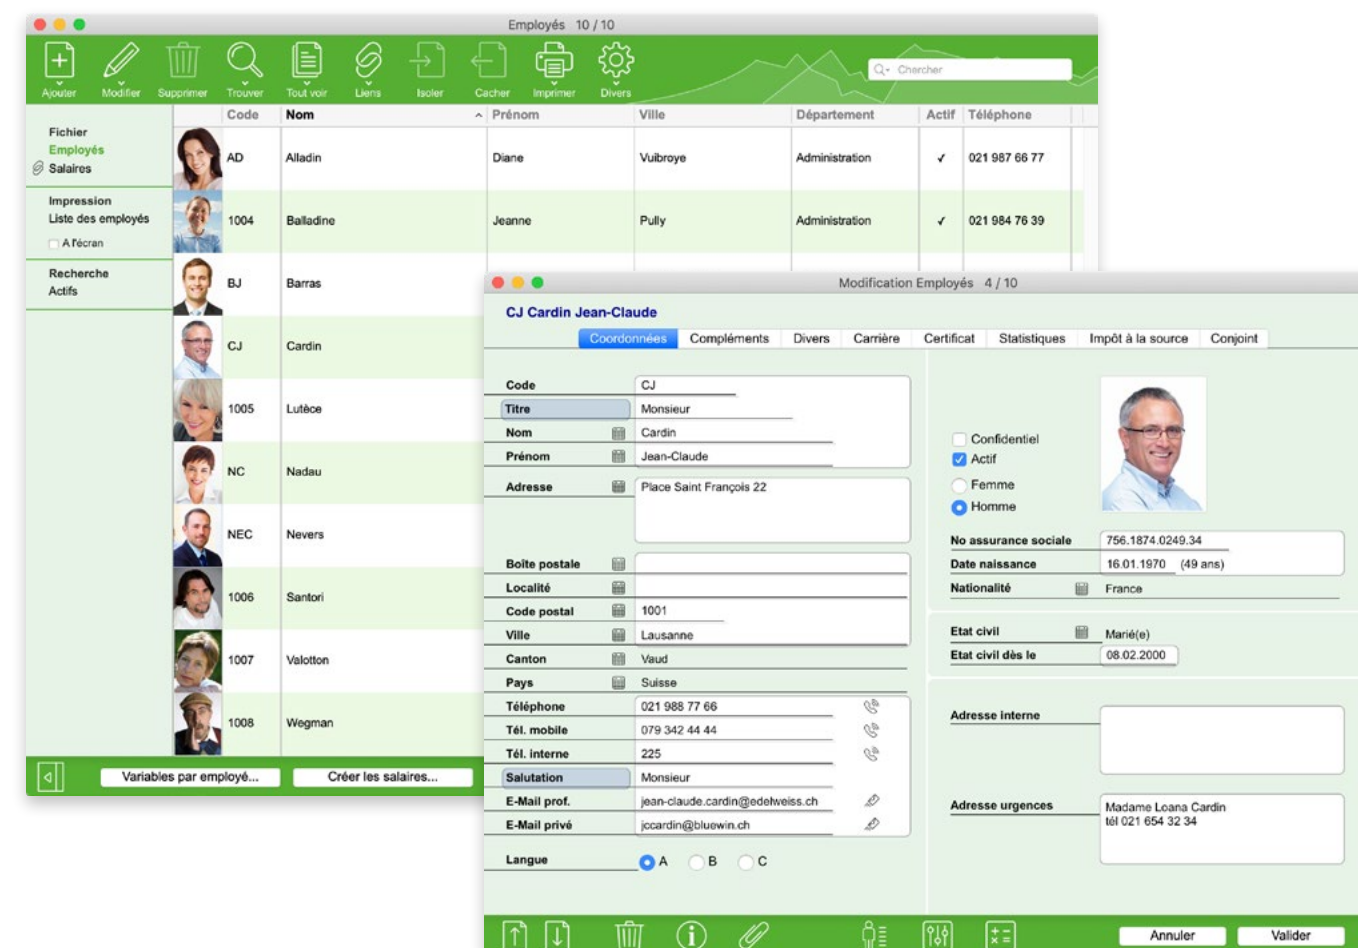 Employés 10 / 10
Ajouter Modifier Supprimer Trouver Tout voir Liens Isoler Cacher Imprimer Divers
Chercher
Fichier
Employés
Salaires
Impression
Liste des employés
A l'écran
Recherche
Actifs
Code Nom Prénom Ville Département Actif Téléphone
AD Alladin Diane Vuibroye Administration ✓ 021 987 66 77
1004 Balladine Jeanne Pully Administration ✓ 021 984 76 39
BJ Barras
CJ Cardin
1005 Lutèce
NC Nadau
NEC Nevers
1006 Santori
1007 Valotton
1008 Wegman
Variables par employé... Créer les salaires...
Modification Employés 4 / 10
CJ Cardin Jean-Claude
Coordonnées Compléments Divers Carrière Certificat Statistiques Impôt à la source Conjoint
Code CJ
Titre Monsieur
Nom Cardin
Prénom Jean-Claude
Adresse Place Saint François 22
Boîte postale
Localité
Code postal 1001
Ville Lausanne
Canton Vaud
Pays Suisse
Téléphone 021 988 77 66
Tél. mobile 079 342 44 44
Tél. interne 225
Salutation Monsieur
E-Mail prof. jean-claude.cardin@edelweiss.ch
E-Mail privé jccardin@bluewin.ch
Langue A B C
Confidentiel
Actif
Femme
Homme
No assurance sociale 756.1874.0249.34
Date naissance 16.01.1970 (49 ans)
Nationalité France
Etat civil Marié(e)
Etat civil dès le 08.02.2000
Adresse interne
Adresse urgences Madame Loana Cardin
tél 021 654 32 34
Annuler Valider